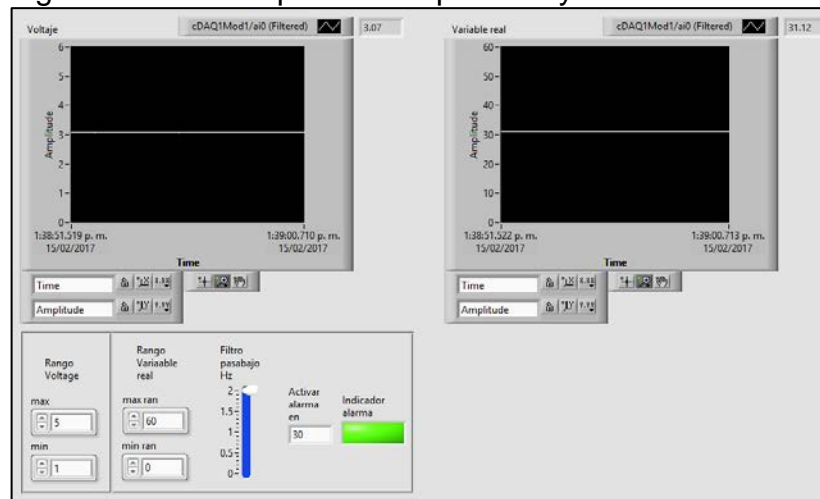 Voltaje
cDAQ1Mod1/ai0 (Filtered)
3.07
6
5
4
3
2
1
0
Amplitude
1:38:51.519 p. m.
15/02/2017
1:39:00.710 p. m.
15/02/2017
Time
Time
Amplitude
Variable real
cDAQ1Mod1/ai0 (Filtered)
31.12
60
50
40
30
20
10
0
Amplitude
1:38:51.522 p. m.
15/02/2017
1:39:00.713 p. m.
15/02/2017
Time
Time
Amplitude
Rango
Voltage
max
5
min
1
Rango
Variaable
real
max ran
60
min ran
0
Filtro
pasabajo
Hz
2
1.5
1
0.5
0
Activar
alarma
en
30
Indicador
alarma